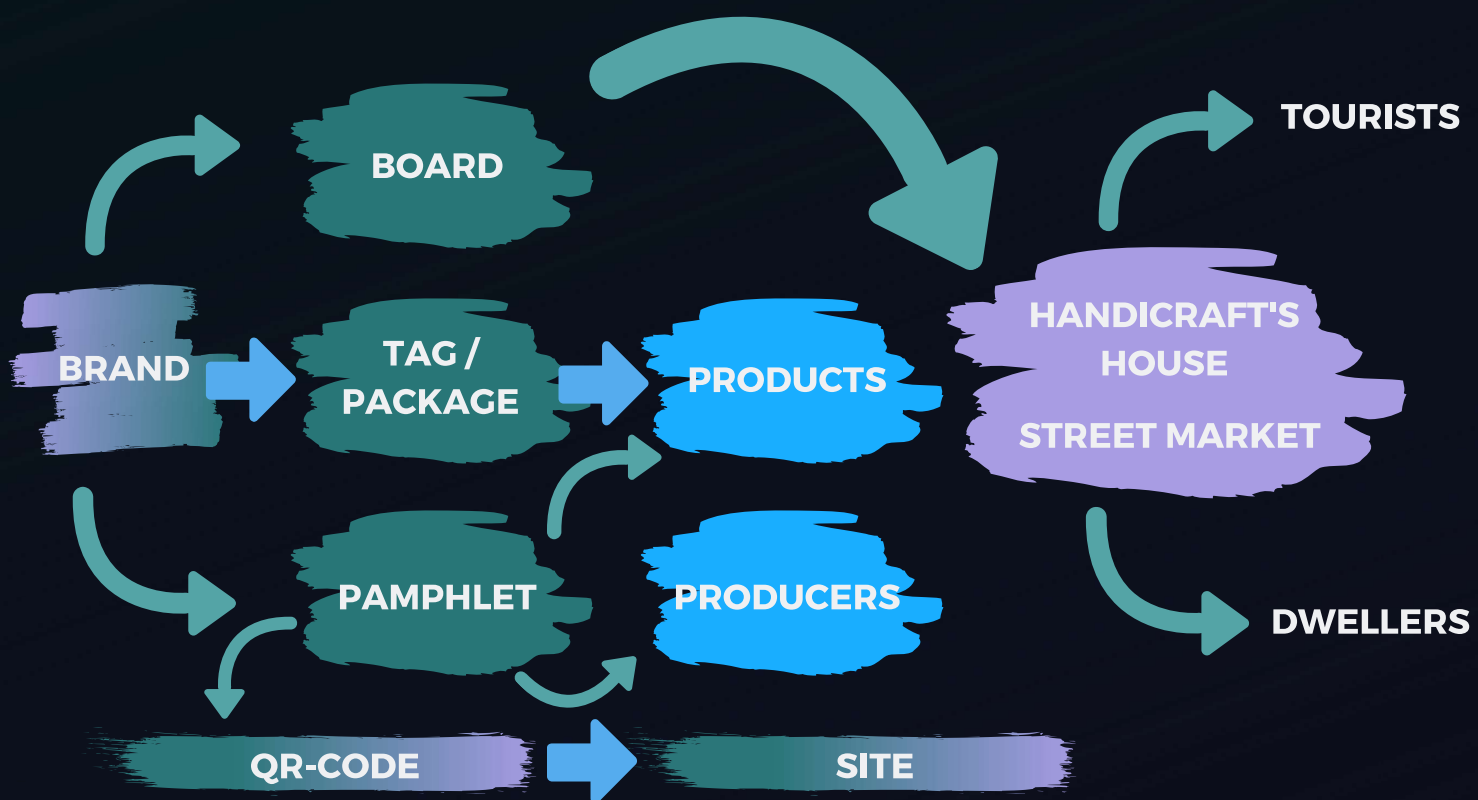 BOARD
TOURISTS
BRAND
TAG /
PACKAGE
PRODUCTS
HANDICRAFT'S
HOUSE
STREET MARKET
PAMPHLET
PRODUCERS
DWELLERS
QR-CODE
SITE